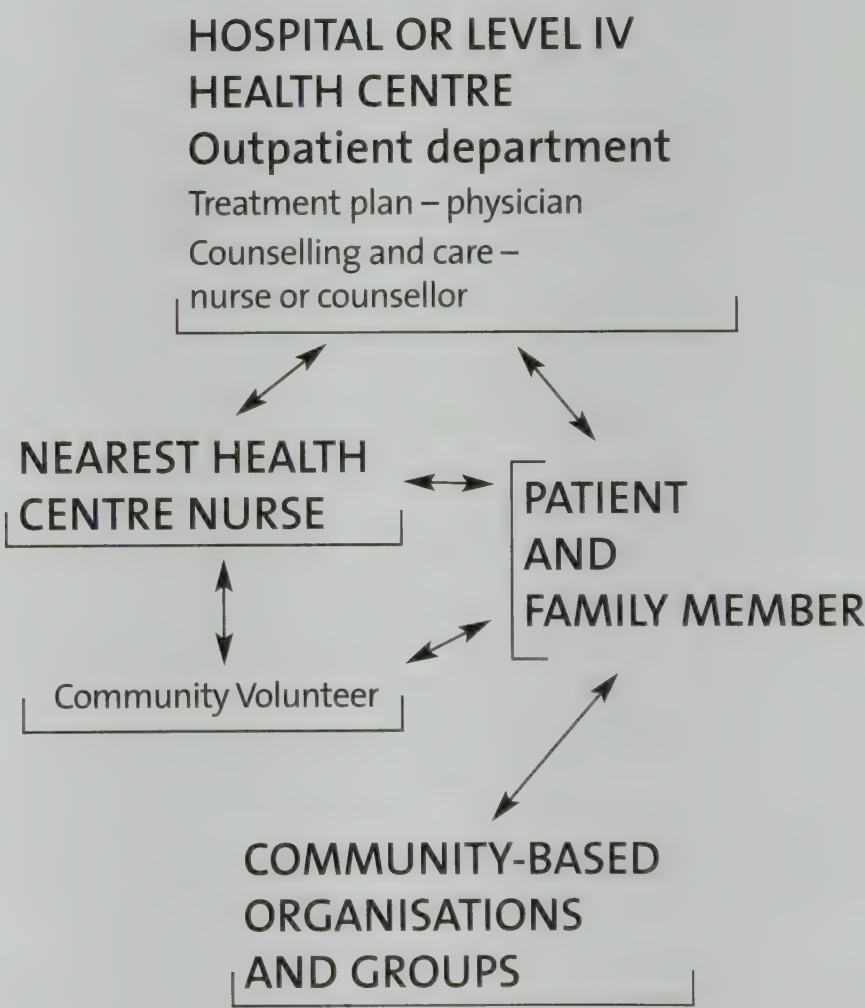 HOSPITAL OR LEVEL IV
HEALTH CENTRE
Outpatient department
Treatment plan – physician
Counselling and care –
nurse or counsellor
NEAREST HEALTH
CENTRE NURSE
PATIENT
AND
FAMILY MEMBER
Community Volunteer
COMMUNITY-BASED
ORGANISATIONS
AND GROUPS